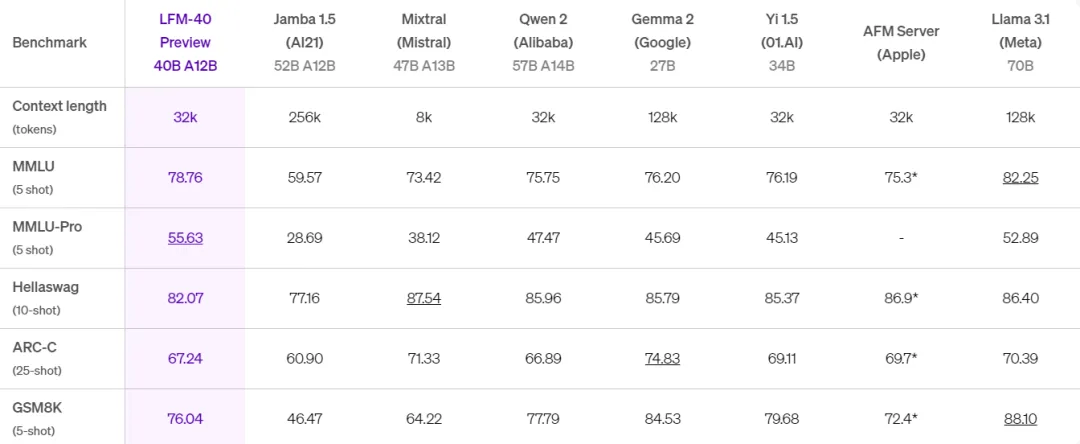 Benchmark LFM-40 Preview 40B A12B Jamba 1.5 (AI21) 52B A12B Mixtral (Mistral) 47B A13B Qwen 2 (Alibaba) 57B A14B Gemma 2 (Google) 27B Yi 1.5 (01.AI) 34B AFM Server (Apple) Llama 3.1 (Meta) 70B
Context length (tokens) 32k 256k 8k 32k 128k 32k 32k 128k
MMLU (5 shot) 78.76 59.57 73.42 75.75 76.20 76.19 75.3* 82.25
MMLU-Pro (5 shot) 55.63 28.69 38.12 47.47 45.69 45.13 - 52.89
Hellaswag (10-shot) 82.07 77.16 87.54 85.96 85.79 85.37 86.9* 86.40
ARC-C (25-shot) 67.24 60.90 71.33 66.89 74.83 69.11 69.7* 70.39
GSM8K (5-shot) 76.04 46.47 64.22 77.79 84.53 79.68 72.4* 88.10